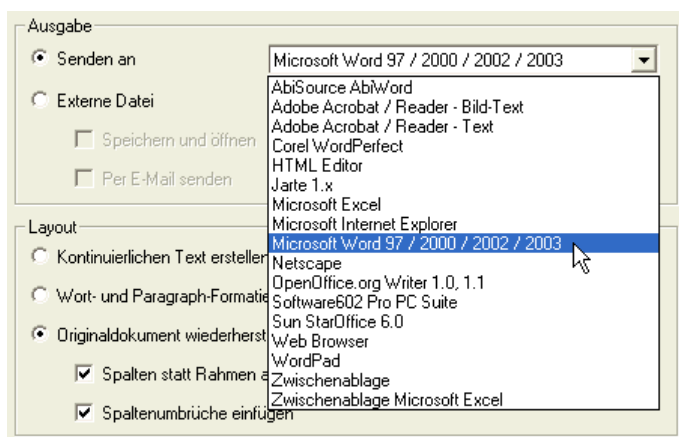 Ausgabe
Senden an
Microsoft Word 97 / 2000 / 2002 / 2003
Externe Datei
Speichern und öffnen
Per E-Mail senden
AbiSource AbiWord
Adobe Acrobat / Reader - Bild-Text
Adobe Acrobat / Reader - Text
Corel WordPerfect
HTML Editor
Jarte 1.x
Microsoft Excel
Microsoft Internet Explorer
Microsoft Word 97 / 2000 / 2002 / 2003
Netscape
OpenOffice.org Writer 1.0, 1.1
Software602 Pro PC Suite
Sun StarOffice 6.0
Web Browser
WordPad
Zwischenablage
Zwischenablage Microsoft Excel
Layout
Kontinuierlichen Text erstellen
Wort- und Paragraph-Formatie
Originaldokument wiederherst
Spalten statt Rahmen
Spaltenumbrüche einfügen